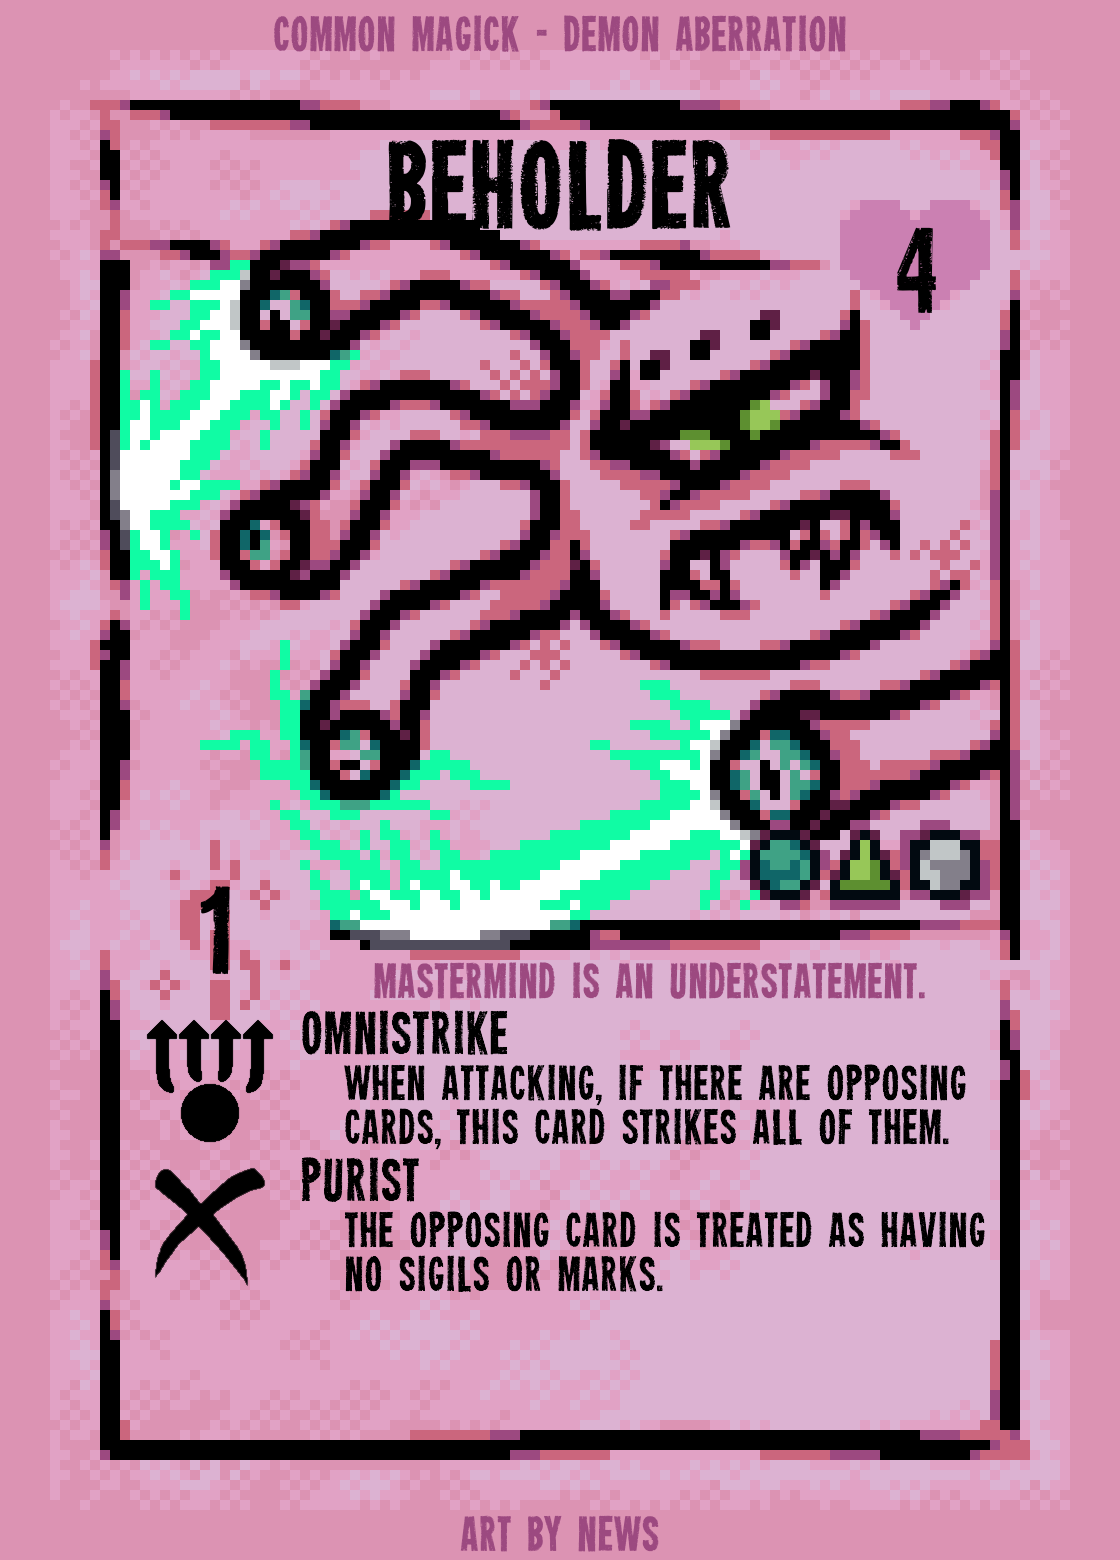 COMMON MAGICK - DEMON ABERRATION
BEHOLDER
4
1
MASTERMIND IS AN UNDERSTATEMENT.
OMNISTRIKE
WHEN ATTACKING, IF THERE ARE OPPOSING
CARDS, THIS CARD STRIKES ALL OF THEM.
PURIST
THE OPPOSING CARD IS TREATED AS HAVING
NO SIGILS OR MARKS.
ART BY NEWS